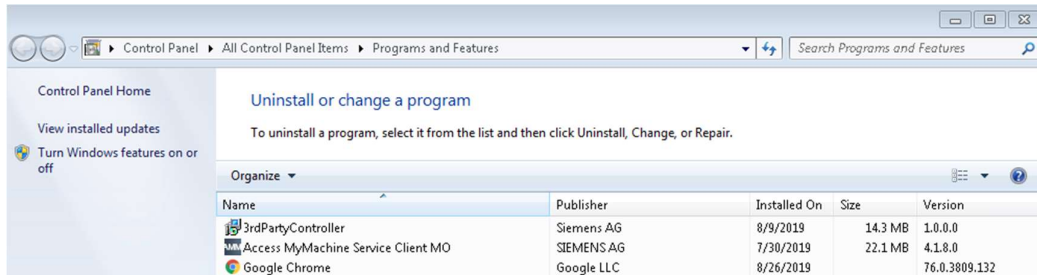 Control Panel ▸ All Control Panel Items ▸ Programs and Features
Search Programs and Features
Control Panel Home
View installed updates
Turn Windows features on or
off
Uninstall or change a program
To uninstall a program, select it from the list and then click Uninstall, Change, or Repair.
Organize
Name Publisher Installed On Size Version
3rdPartyController Siemens AG 8/9/2019 14.3 MB 1.0.0.0
Access MyMachine Service Client MO SIEMENS AG 7/30/2019 22.1 MB 4.1.8.0
Google Chrome Google LLC 8/26/2019 76.0.3809.132